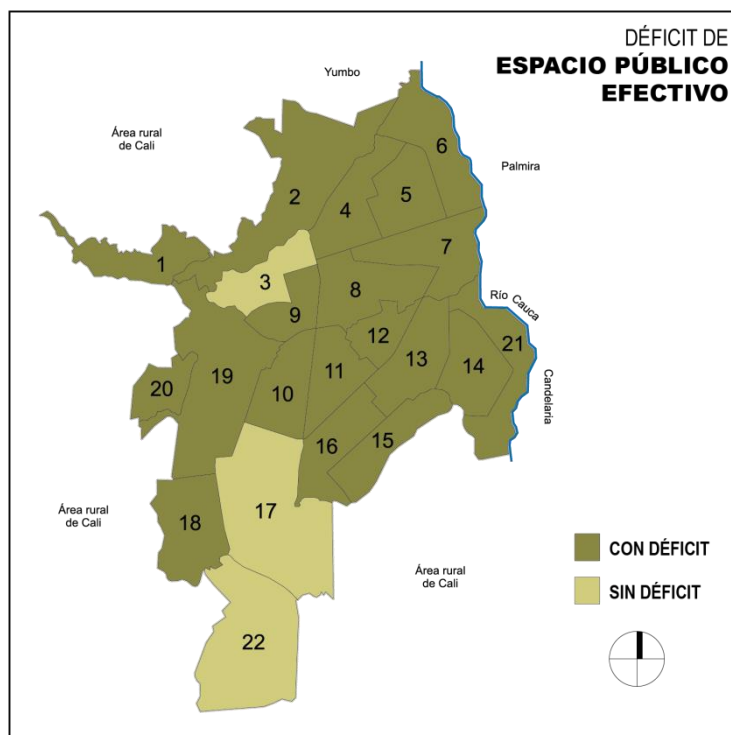 DÉFICIT DE
ESPACIO PÚBLICO
EFECTIVO
Yumbo
Área rural
de Cali
6
Palmira
2
5
4
7
1
3
8
Río Cauca
9
12
21
13
11
14
19
20
10
Candelaria
16
15
17
18
Área rural
de Cali
CON DÉFICIT
Área rural
de Cali
SIN DÉFICIT
22